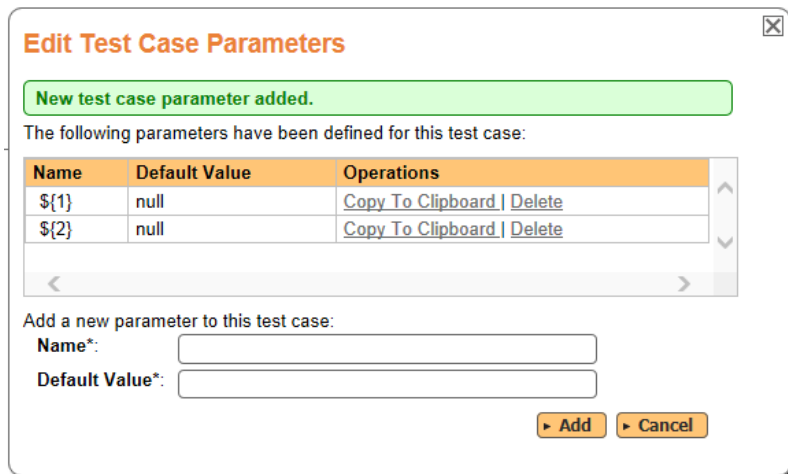 Edit Test Case Parameters
New test case parameter added.
The following parameters have been defined for this test case:
Name Default Value Operations
${1} null Copy To Clipboard | Delete
${2} null Copy To Clipboard | Delete
Add a new parameter to this test case:
Name*:
Default Value*:
Add Cancel